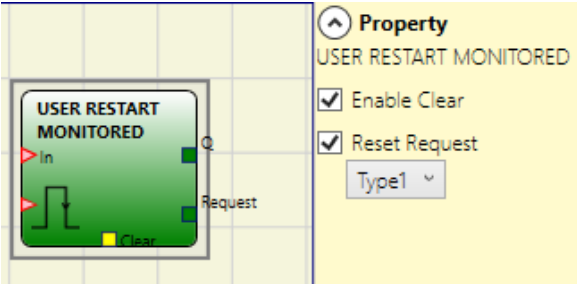 USER RESTART
MONITORED
In
Q
Request
Clear
Property
USER RESTART MONITORED
Enable Clear
Reset Request
Type1